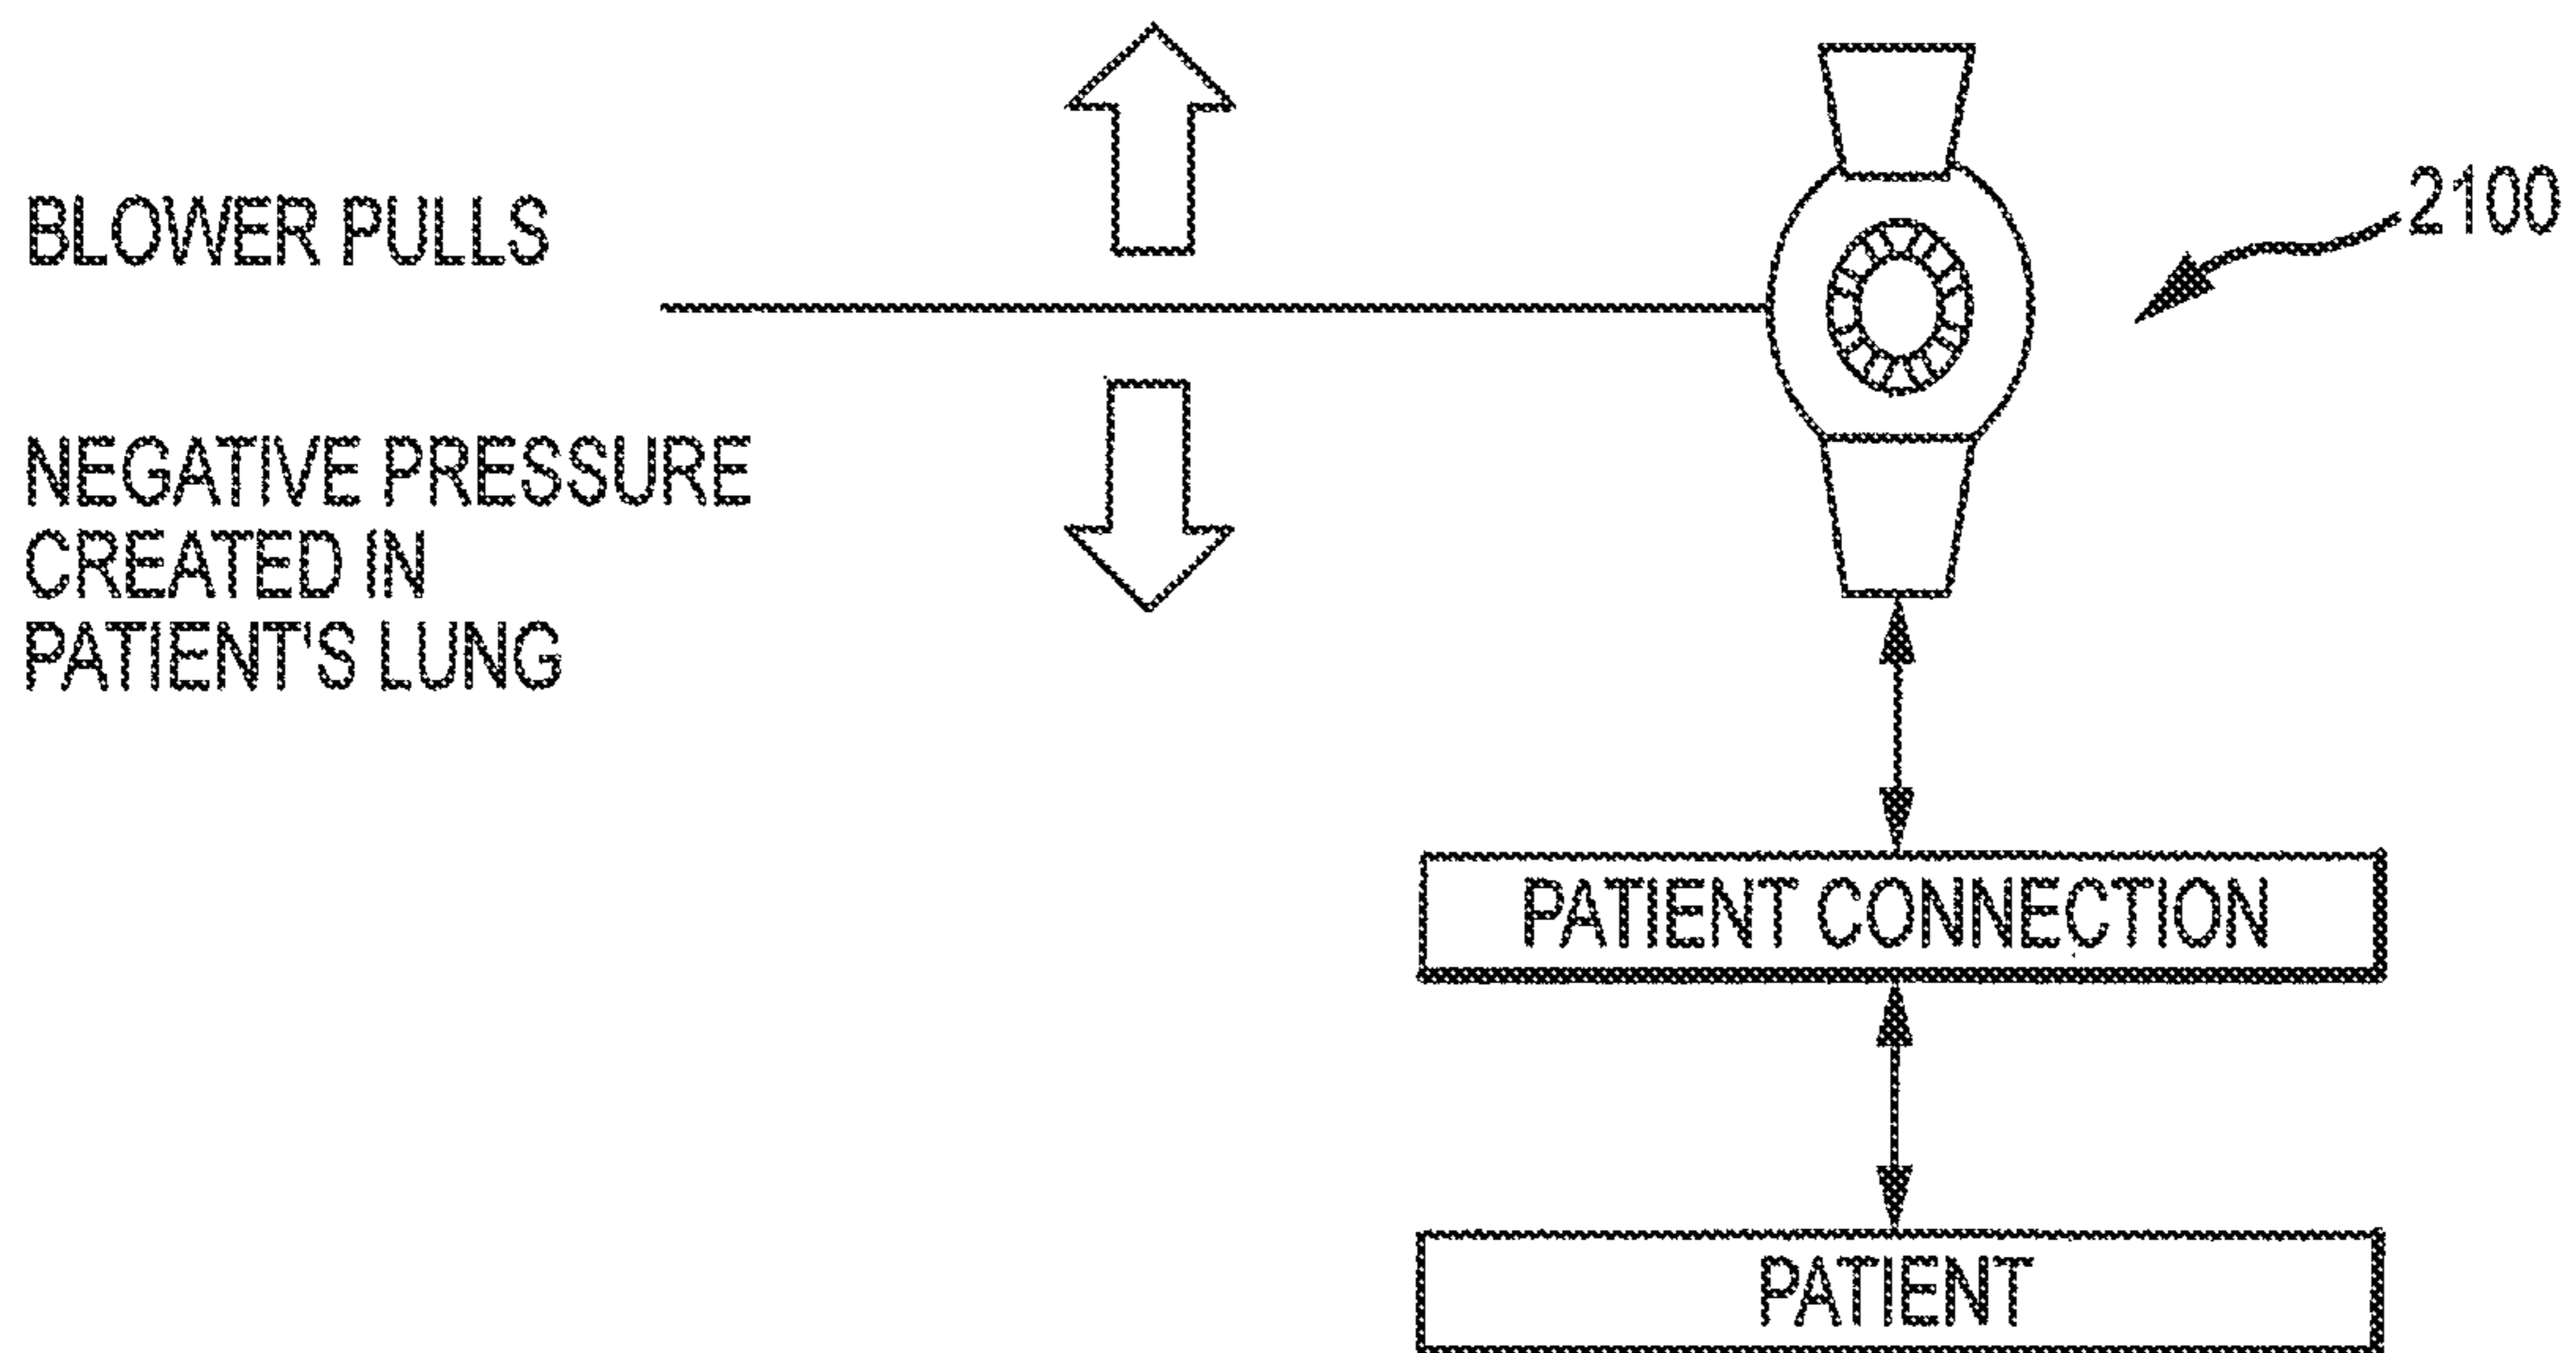 BLOWER PULLS
2100
NEGATIVE PRESSURE
CREATED IN
PATIENT'S LUNG
PATIENT CONNECTION
PATIENT